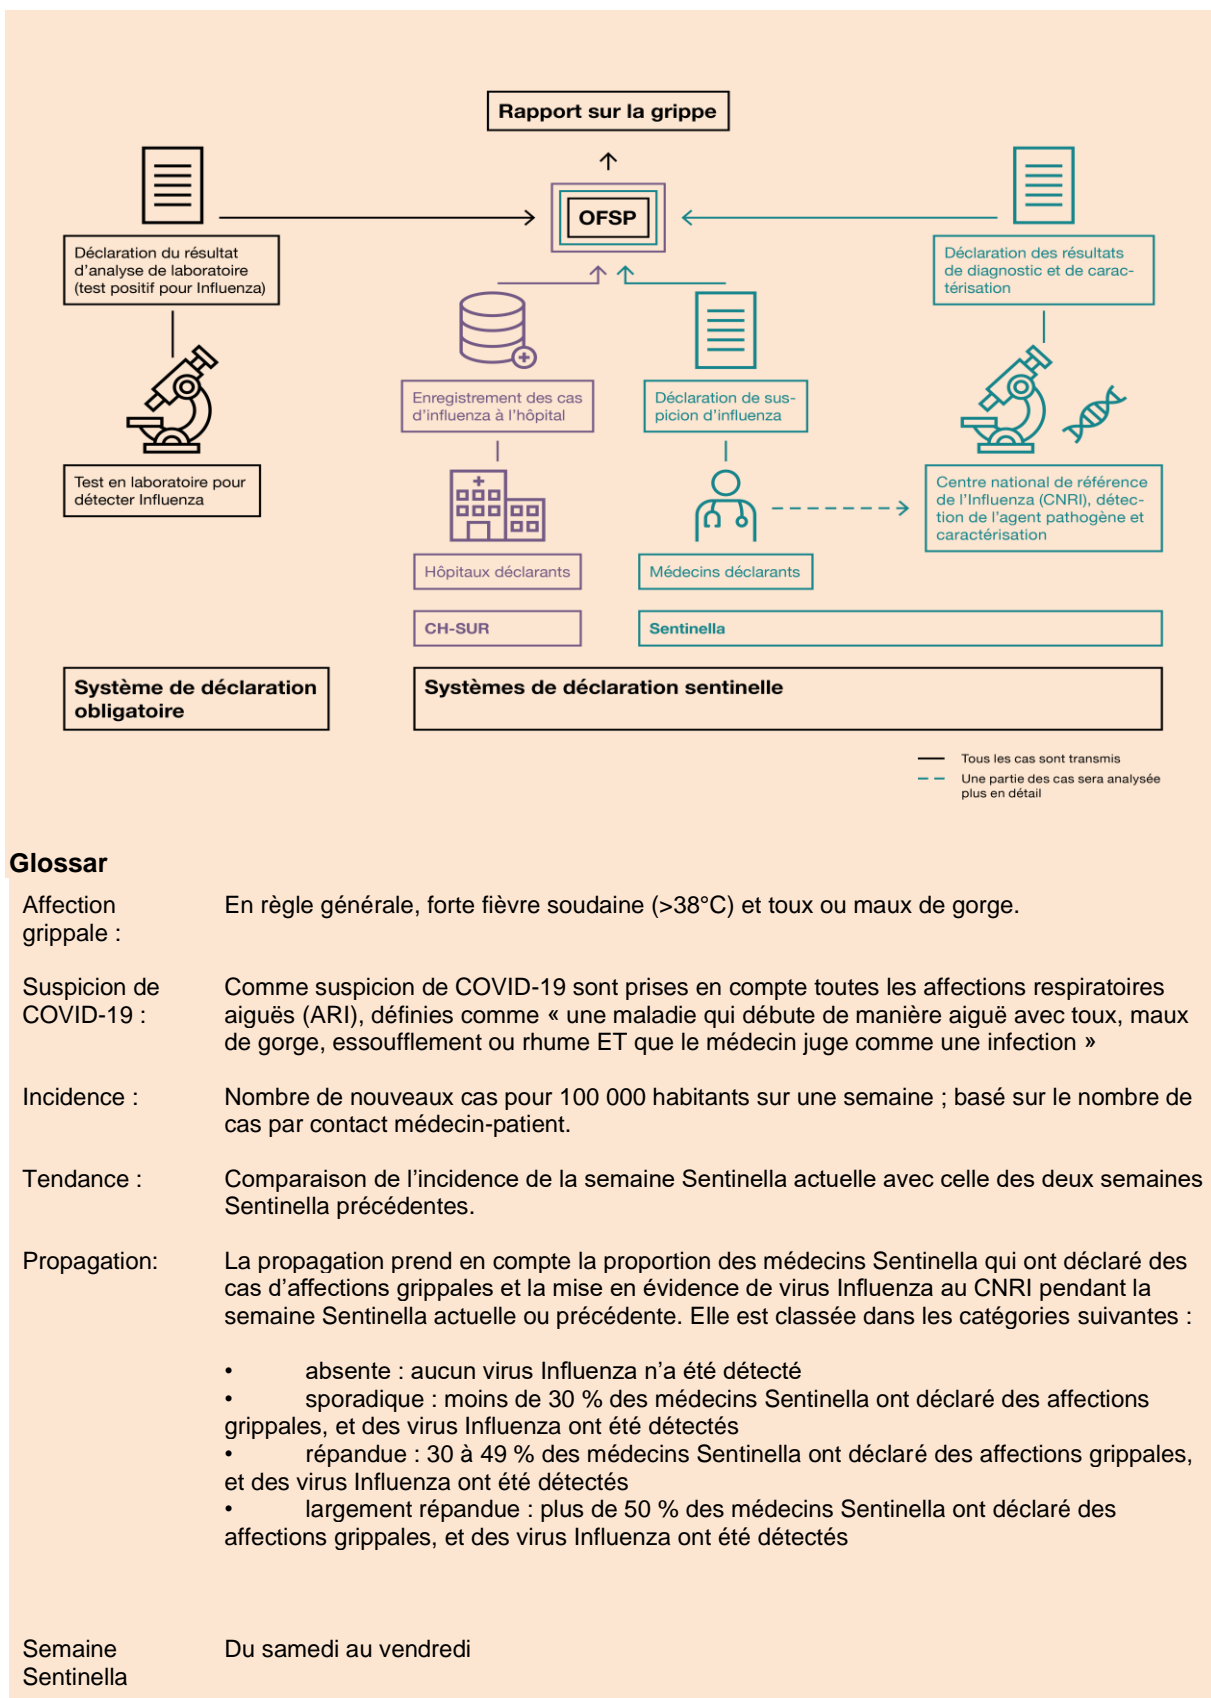 Rapport sur la grippe
OFSP
Déclaration du résultat
d'analyse de laboratoire
(test positif pour Influenza)
Déclaration des résultats
de diagnostic et de carac-
térisation
Enregistrement des cas
d'influenza à l'hôpital
Déclaration de sus-
picion d'influenza
Test en laboratoire pour
détecter Influenza
Centre national de référence
de l'Influenza (CNRI), détec-
tion de l'agent pathogène et
caractérisation
Hôpitaux déclarants
Médecins déclarants
CH-SUR
Sentinella
Système de déclaration
obligatoire
Systèmes de déclaration sentinelle
Tous les cas sont transmis
Une partie des cas sera analysée
plus en détail
Glossar
Affection
grippale :
En règle générale, forte fièvre soudaine (>38°C) et toux ou maux de gorge.
Suspicion de
COVID-19 :
Comme suspicion de COVID-19 sont prises en compte toutes les affections respiratoires
aiguës (ARI), définies comme « une maladie qui débute de manière aiguë avec toux, maux
de gorge, essoufflement ou rhume ET que le médecin juge comme une infection »
Incidence :
Nombre de nouveaux cas pour 100 000 habitants sur une semaine ; basé sur le nombre de
cas par contact médecin-patient.
Tendance :
Comparaison de l'incidence de la semaine Sentinella actuelle avec celle des deux semaines
Sentinella précédentes.
Propagation:
La propagation prend en compte la proportion des médecins Sentinella qui ont déclaré des
cas d'affections grippales et la mise en évidence de virus Influenza au CNRI pendant la
semaine Sentinella actuelle ou précédente. Elle est classée dans les catégories suivantes :
• absente : aucun virus Influenza n'a été détecté
• sporadique : moins de 30 % des médecins Sentinella ont déclaré des affections
grippales, et des virus Influenza ont été détectés
• répandue : 30 à 49 % des médecins Sentinella ont déclaré des affections grippales,
et des virus Influenza ont été détectés
• largement répandue : plus de 50 % des médecins Sentinella ont déclaré des
affections grippales, et des virus Influenza ont été détectés
Semaine
Sentinella
Du samedi au vendredi